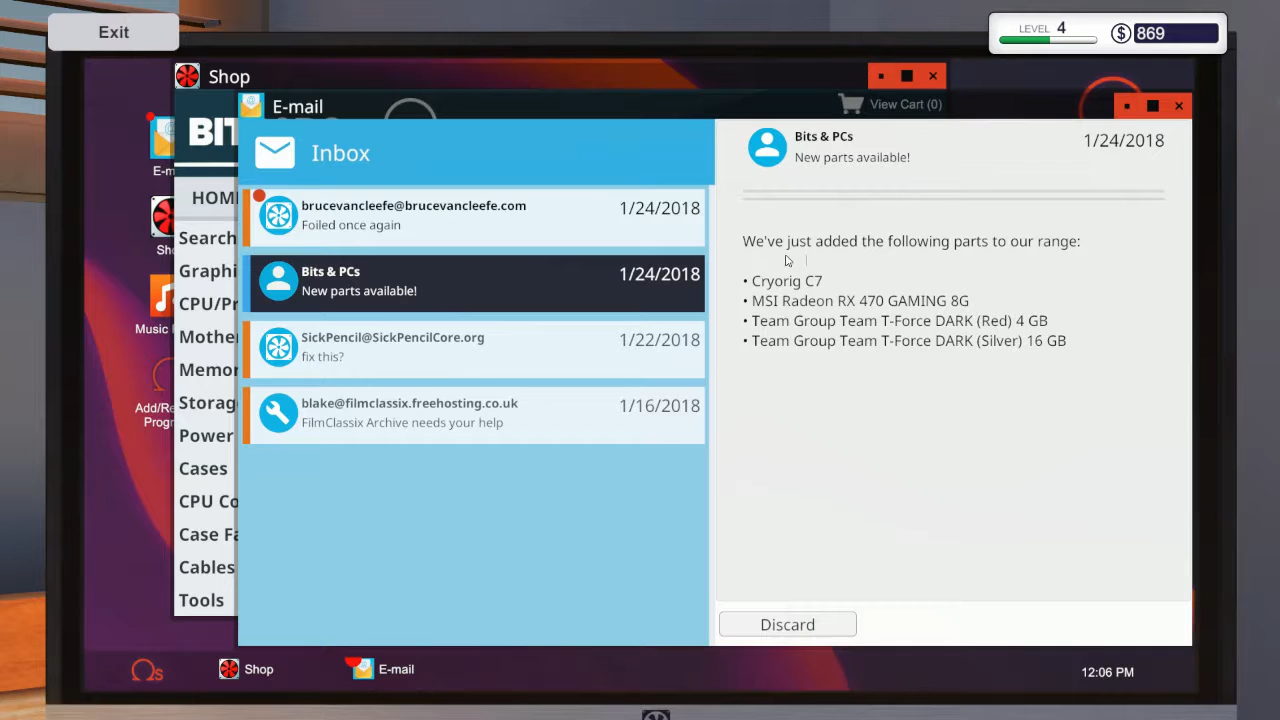 Exit
LEVEL 4
$ 869
Shop
E-mail
View Cart (0)
BIT
Inbox
Bits & PCs
New parts available!
1/24/2018
brucevancleefe@brucevancleefe.com
1/24/2018
Foiled once again
Bits & PCs
1/24/2018
New parts available!
SickPencil@SickPencilCore.org
1/22/2018
fix this?
blake@filmclassix.freehosting.co.uk
1/16/2018
FilmClassix Archive needs your help
We've just added the following parts to our range:
• Cryorig C7
• MSI Radeon RX 470 GAMING 8G
• Team Group Team T-Force DARK (Red) 4 GB
• Team Group Team T-Force DARK (Silver) 16 GB
Discard
E-m
Sho
Music
Add/Re
Progr
HOM
Search
Graphi
CPU/Pr
Mothe
Memor
Storag
Power
Cases
CPU Co
Case Fa
Cables
Tools
Ωs
Shop
E-mail
12:06 PM